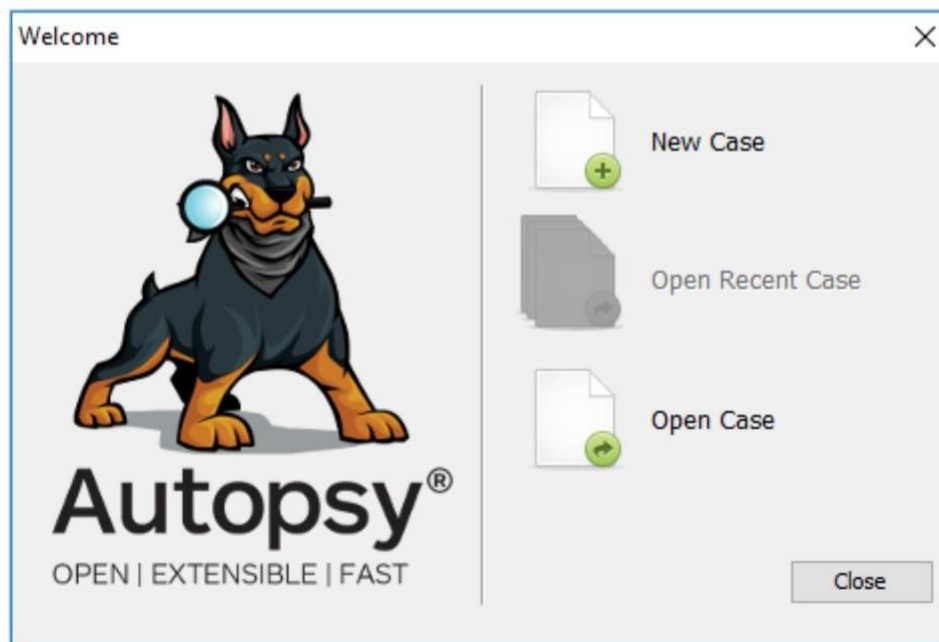 Welcome
New Case
Open Recent Case
Open Case
Autopsy®
OPEN | EXTENSIBLE | FAST
Close